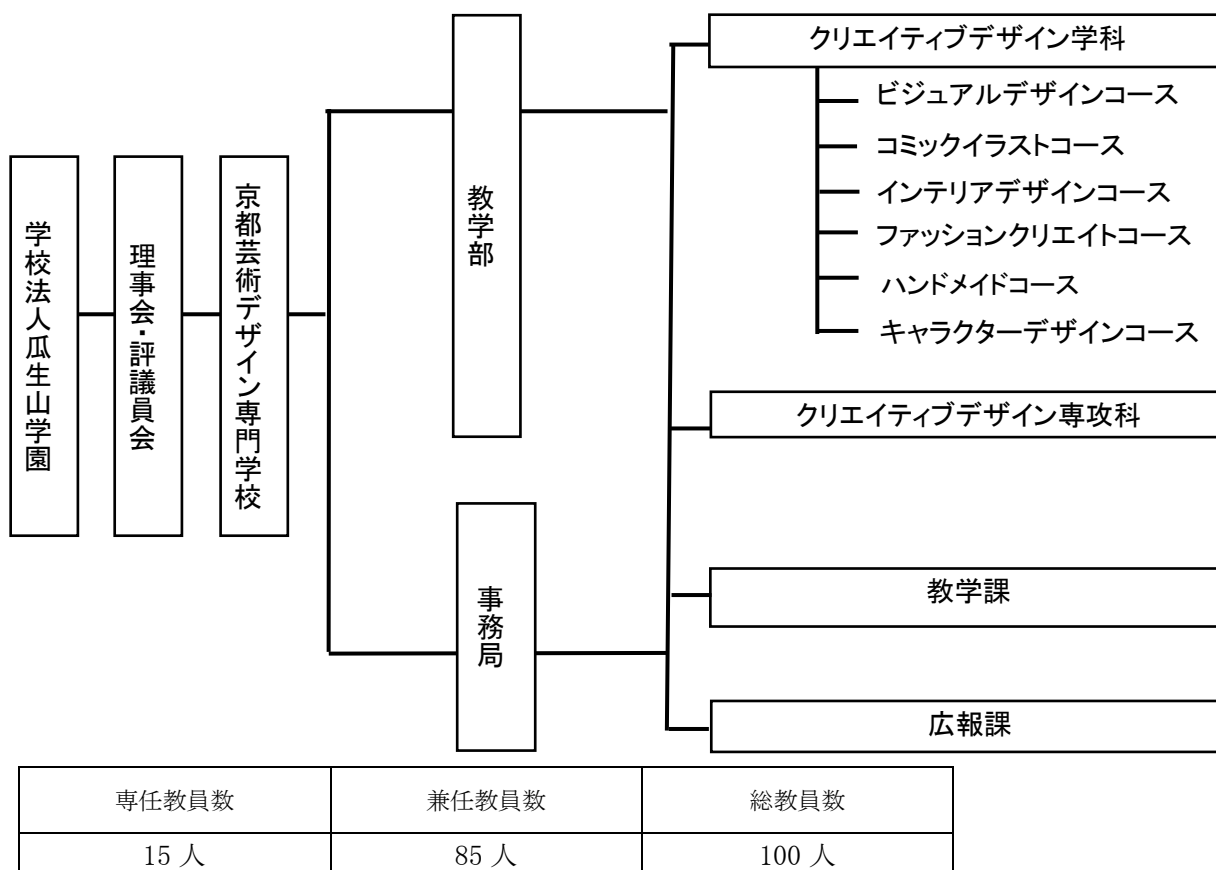 学校法人瓜生山学園
理事会・評議員会
京都芸術デザイン専門学校
教学部
クリエイティブデザイン学科
ビジュアルデザインコース
コミックイラストコース
インテリアデザインコース
ファッションクリエイトコース
ハンドメイドコース
キャラクターデザインコース
クリエイティブデザイン専攻科
事務局
教学課
広報課
専任教員数 兼任教員数 総教員数
15 人 85 人 100 人